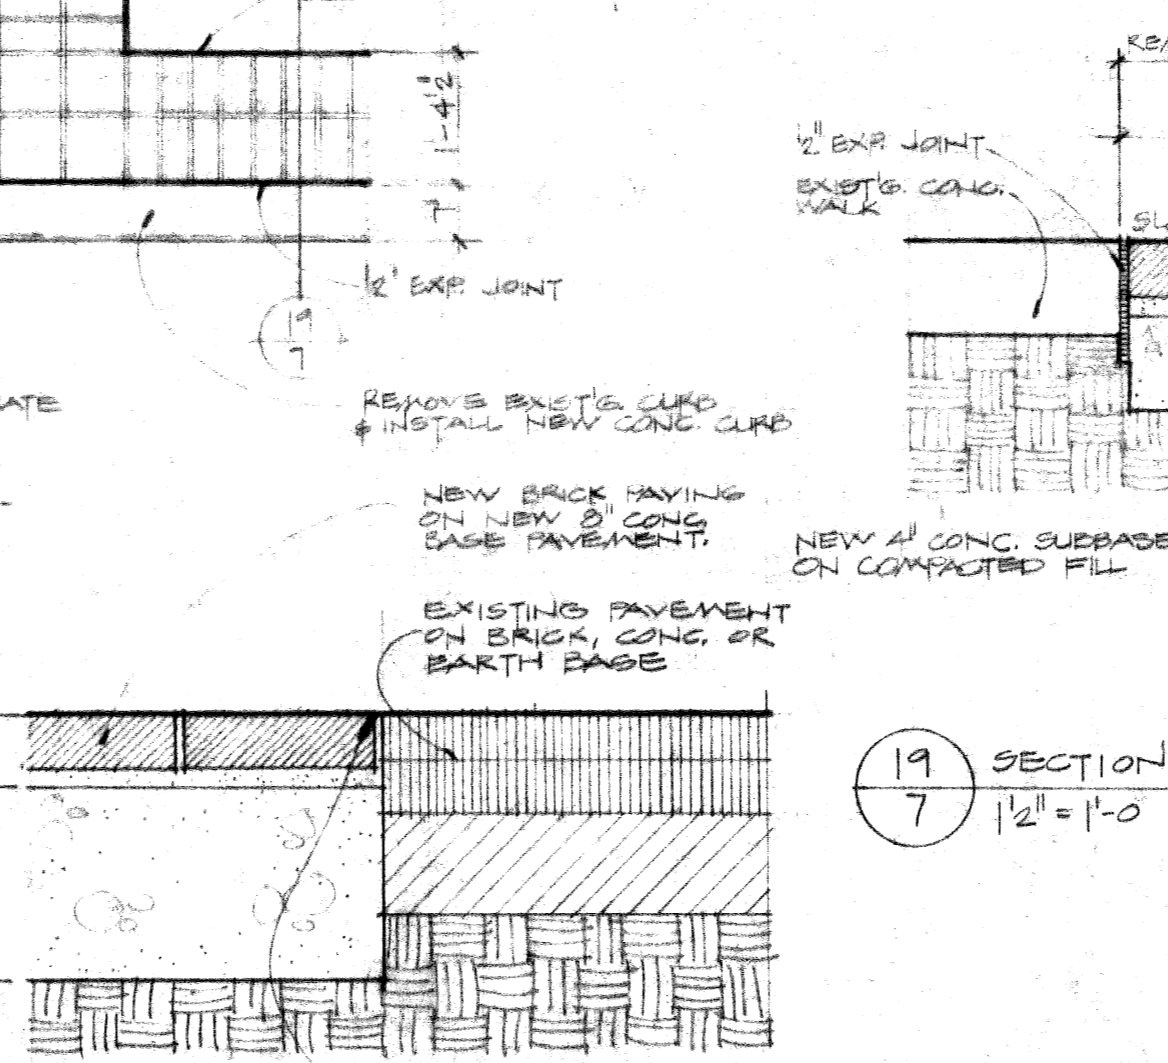 1'-4½"
7"
½" EXP. JOINT
19
7
REMOVE EXIST'G. CURB
& INSTALL NEW CONC. CURB
NEW BRICK PAVING
ON NEW 8" CONC
BASE PAVEMENT.
EXISTING PAVEMENT
ON BRICK, CONC. OR
EARTH BASE
½" EXP. JOINT
EXIST'G. CONC.
WALK
NEW 4" CONC. SUBBASE
ON COMPACTED FILL
19
7
SECTION
1½" = 1'-0